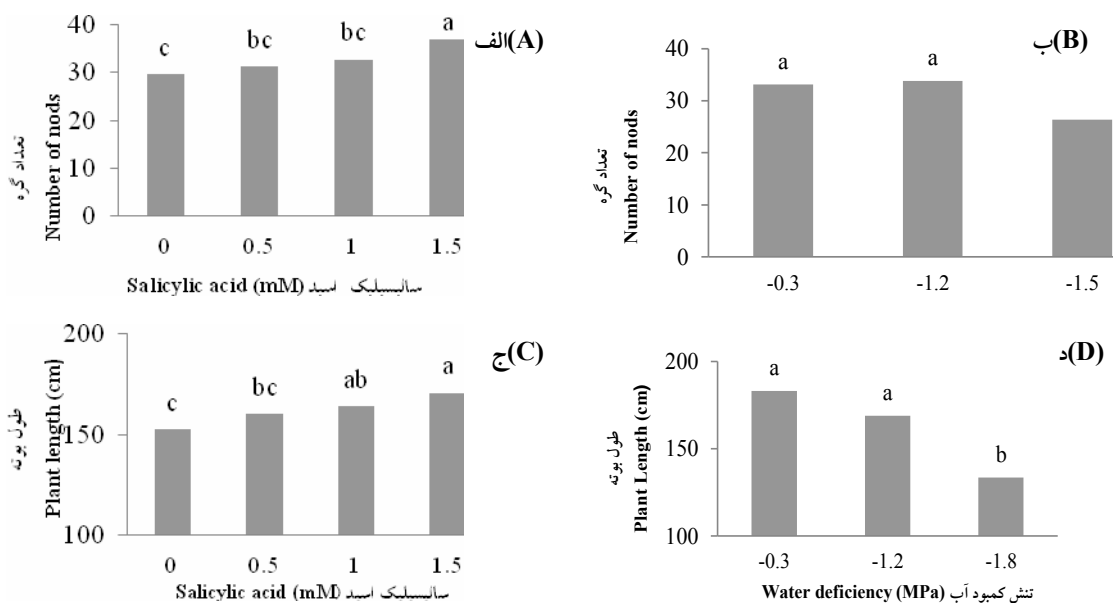 الف(A)
40
30
20
10
0
c
bc
bc
a
تعداد گره
Number of nods
0
0.5
1
1.5
Salicylic acid (mM) سالیسیلیک اسید
ب(B)
40
30
20
10
0
a
a
تعداد گره
Number of nods
-0.3
-1.2
-1.5
ج(C)
200
150
100
c
bc
ab
a
طول بوته
Plant length (cm)
0
0.5
1
1.5
Salicylic acid (mM) سالیسیلیک اسید
د(D)
200
150
100
a
a
b
طول بوته
Plant Length (cm)
-0.3
-1.2
-1.8
Water deficiency (MPa) تنش کمبود آب